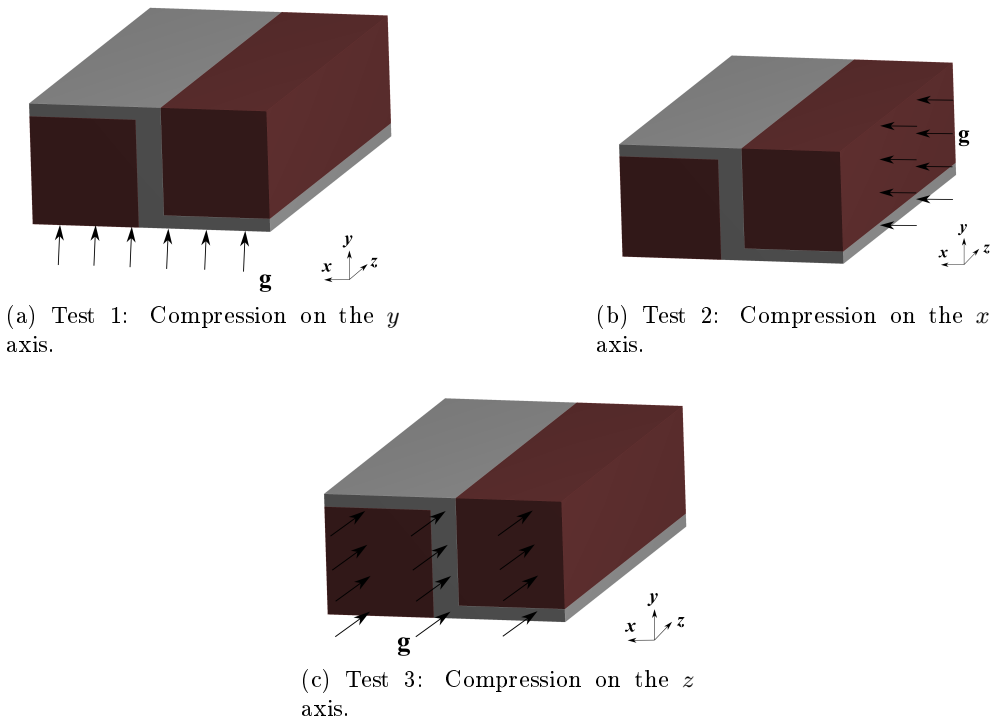 g
y
x
z
(a) Test 1: Compression on the y
axis.
g
y
x
z
(b) Test 2: Compression on the x
axis.
g
y
x
z
(c) Test 3: Compression on the z
axis.